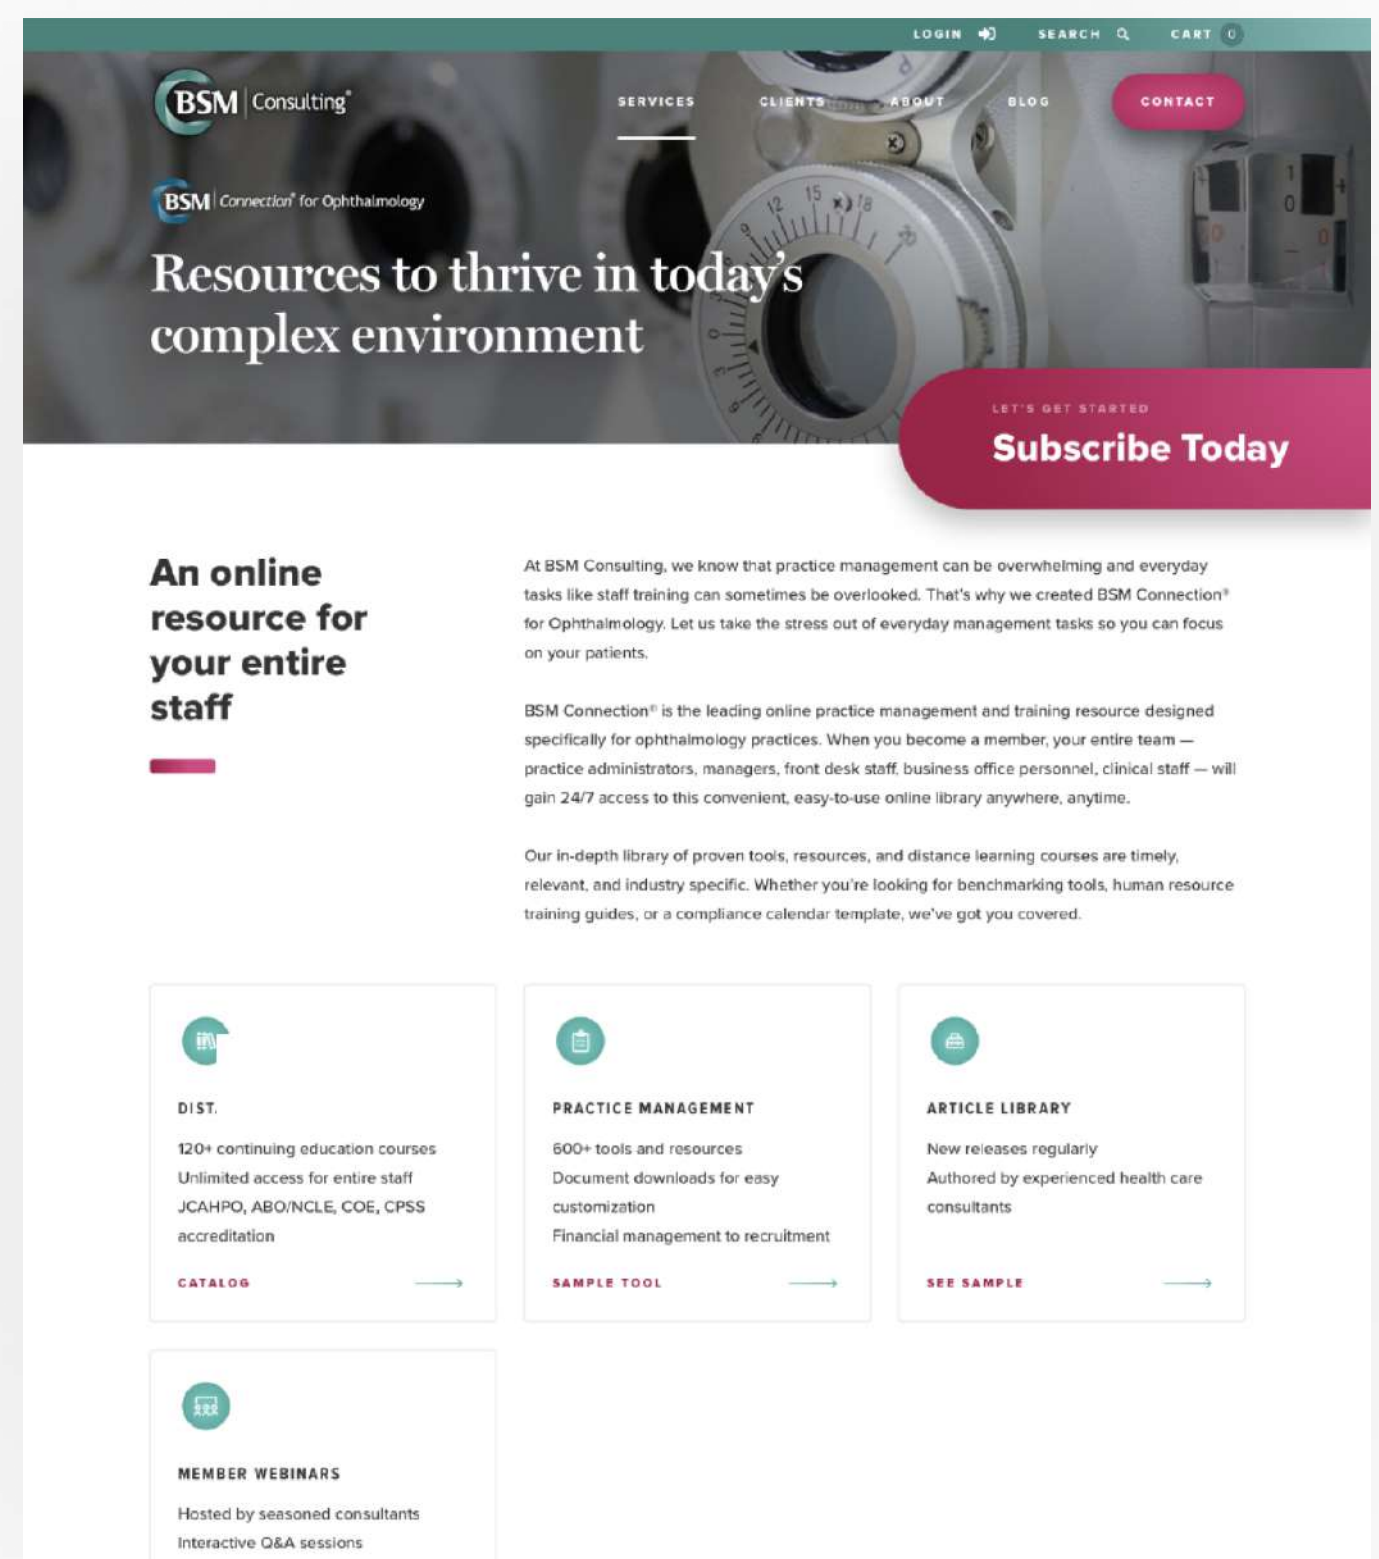 LOGIN SEARCH CART 0
BSM Consulting®
SERVICES CLIENTS ABOUT BLOG CONTACT
BSM Connection® for Ophthalmology
Resources to thrive in today's
complex environment
LET'S GET STARTED
Subscribe Today
An online
resource for
your entire
staff
At BSM Consulting, we know that practice management can be overwhelming and everyday
tasks like staff training can sometimes be overlooked. That's why we created BSM Connection®
for Ophthalmology. Let us take the stress out of everyday management tasks so you can focus
on your patients.
BSM Connection® is the leading online practice management and training resource designed
specifically for ophthalmology practices. When you become a member, your entire team —
practice administrators, managers, front desk staff, business office personnel, clinical staff — will
gain 24/7 access to this convenient, easy-to-use online library anywhere, anytime.
Our in-depth library of proven tools, resources, and distance learning courses are timely,
relevant, and industry specific. Whether you're looking for benchmarking tools, human resource
training guides, or a compliance calendar template, we've got you covered.
DIST.
120+ continuing education courses
Unlimited access for entire staff
JCAHPO, ABO/NCLE, COE, CPSS
accreditation
CATALOG
PRACTICE MANAGEMENT
600+ tools and resources
Document downloads for easy
customization
Financial management to recruitment
SAMPLE TOOL
ARTICLE LIBRARY
New releases regularly
Authored by experienced health care
consultants
SEE SAMPLE
MEMBER WEBINARS
Hosted by seasoned consultants
Interactive Q&A sessions